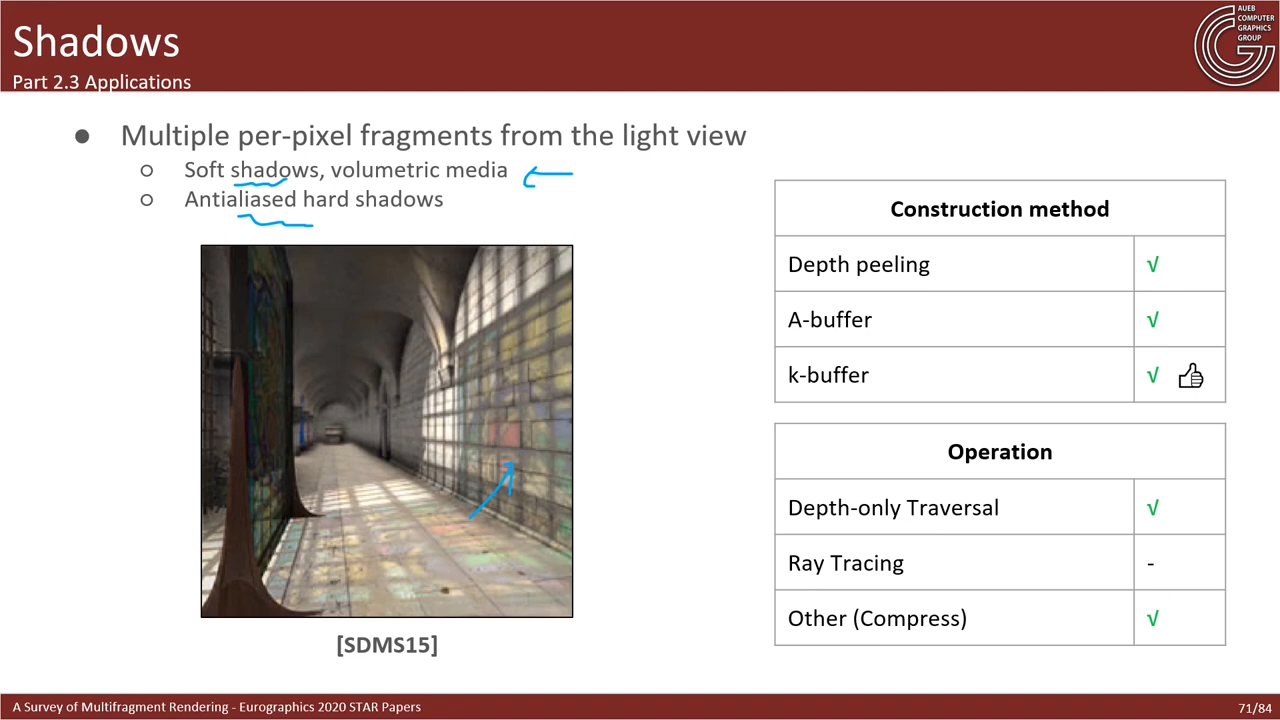 Shadows
Part 2.3 Applications
AUEB
COMPUTER
GRAPHICS
GROUP
● Multiple per-pixel fragments from the light view
○ Soft shadows, volumetric media
○ Antialiased hard shadows
[SDMS15]
Construction method
Depth peeling √
A-buffer √
k-buffer √
Operation
Depth-only Traversal √
Ray Tracing -
Other (Compress) √
A Survey of Multifragment Rendering - Eurographics 2020 STAR Papers
71/84